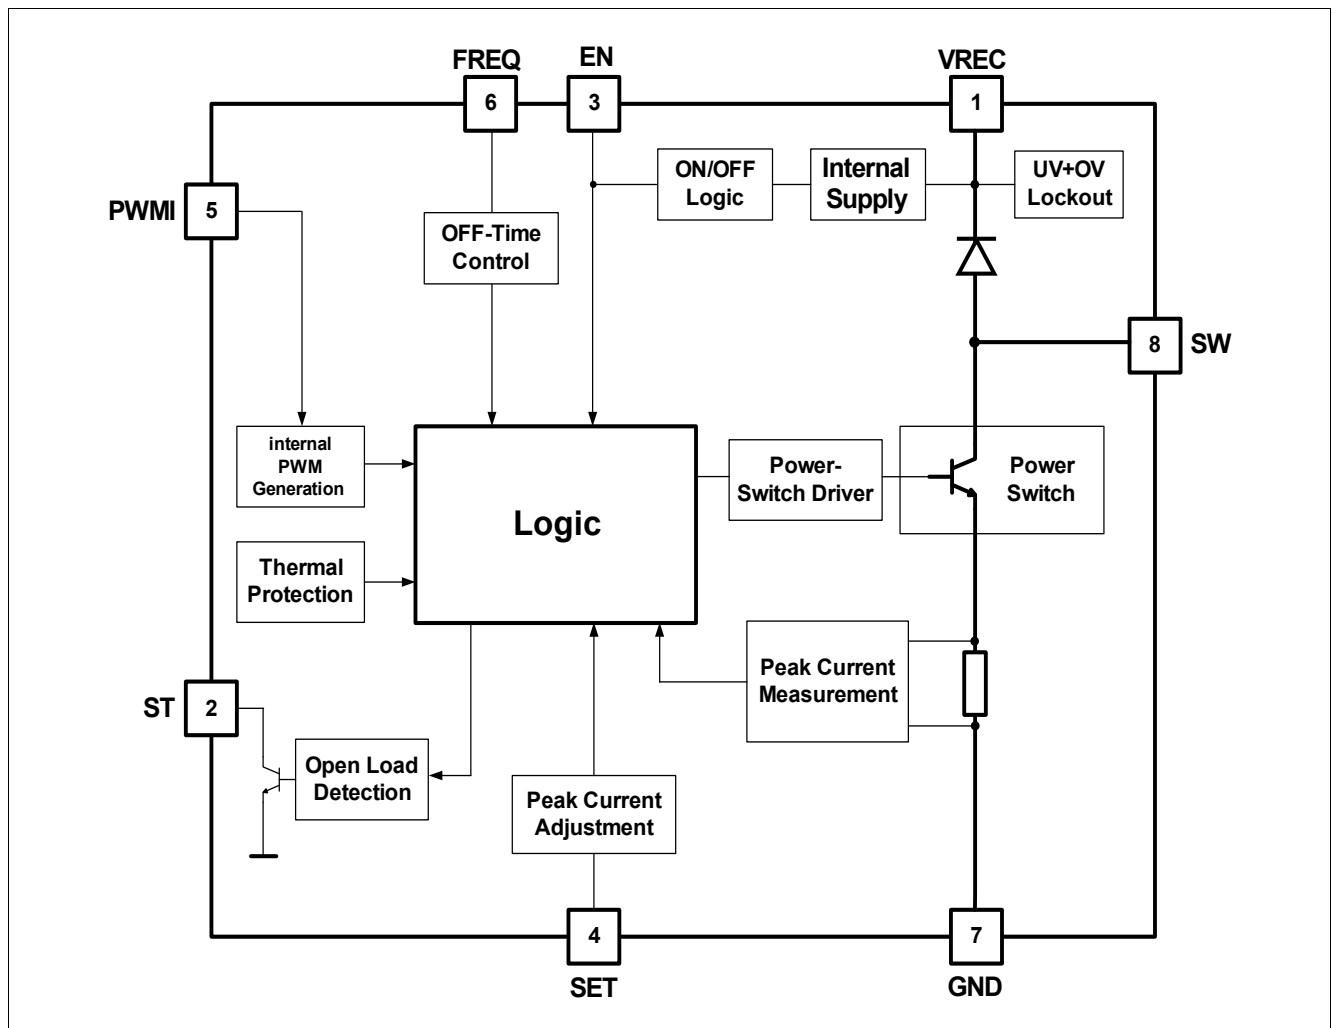 FREQ
EN
VREC
6
3
1
ON/OFF
Logic
Internal
Supply
UV+OV
Lockout
PWMI
5
OFF-Time
Control
8
SW
internal
PWM
Generation
Logic
Power-
Switch Driver
Power
Switch
Thermal
Protection
Peak Current
Measurement
ST
2
Open Load
Detection
Peak Current
Adjustment
4
7
SET
GND